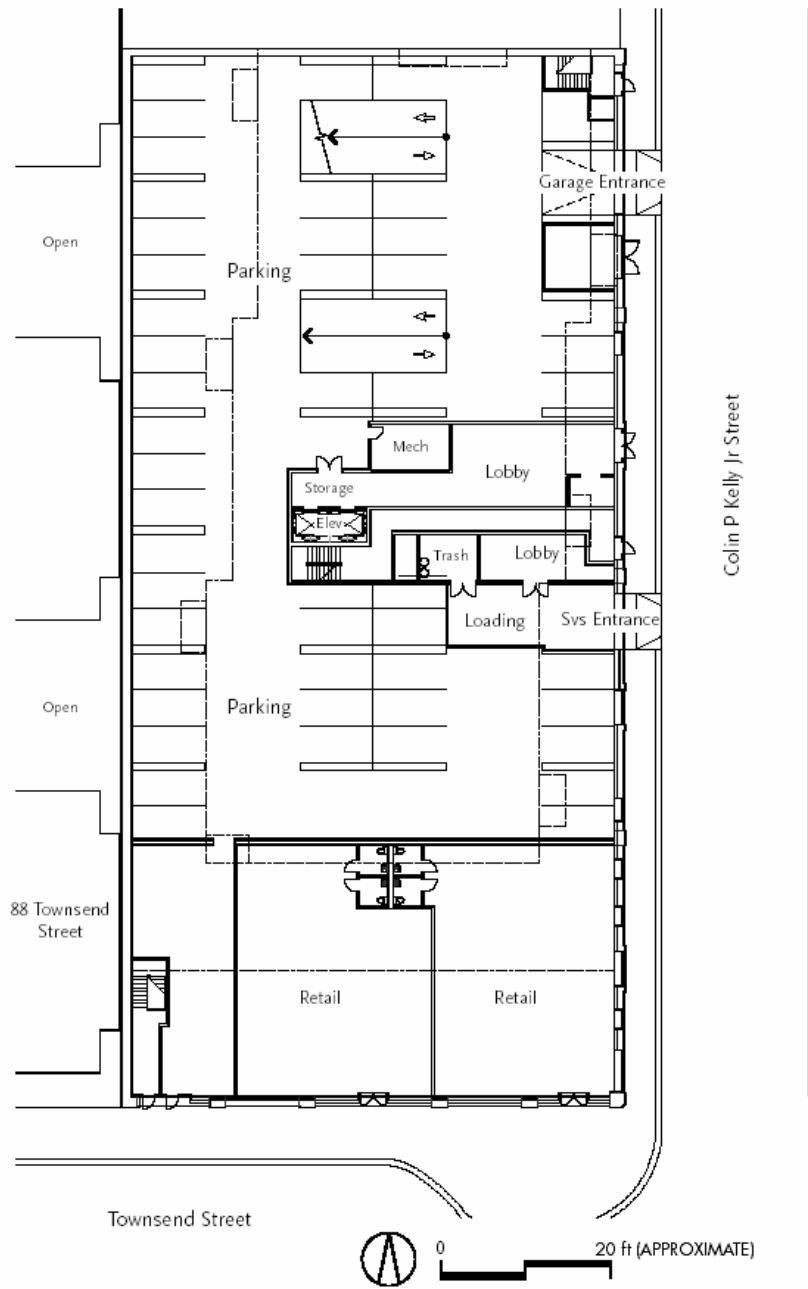 Garage Entrance
Open
Parking
Mech
Lobby
Storage
Elev
Trash
Lobby
Colin P Kelly Jr Street
Loading
Svs Entrance
Open
Parking
88 Townsend
Street
Retail
Retail
Townsend Street
0
20 ft (APPROXIMATE)